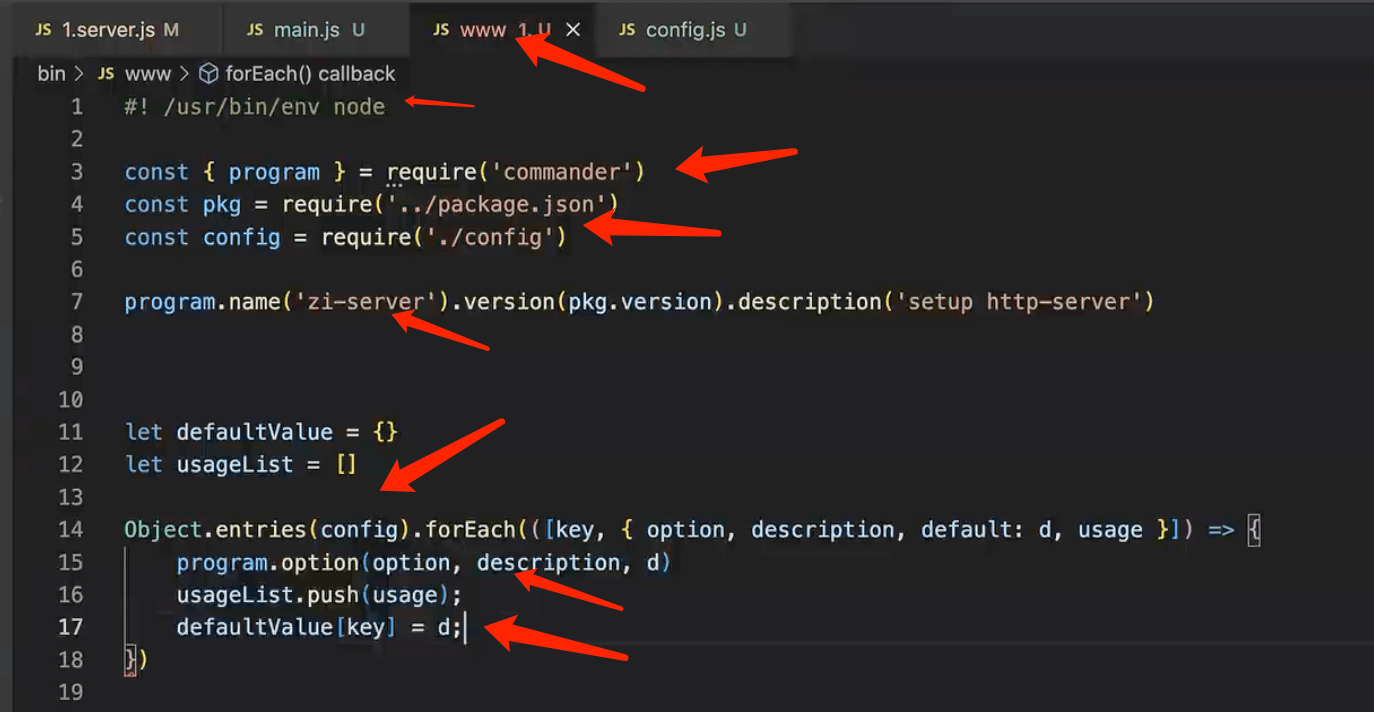 JS 1.server.js M JS main.js U JS www 1, U × JS config.js U
bin > JS www > forEach() callback
1 #! /usr/bin/env node
2
3 const { program } = require('commander')
4 const pkg = require('../package.json')
5 const config = require('./config')
6
7 program.name('zi-server').version(pkg.version).description('setup http-server')
8
9
10
11 let defaultValue = {}
12 let usageList = []
13
14 Object.entries(config).forEach(([key, { option, description, default: d, usage }]) => {
15 program.option(option, description, d)
16 usageList.push(usage);
17 defaultValue[key] = d;
18 })
19